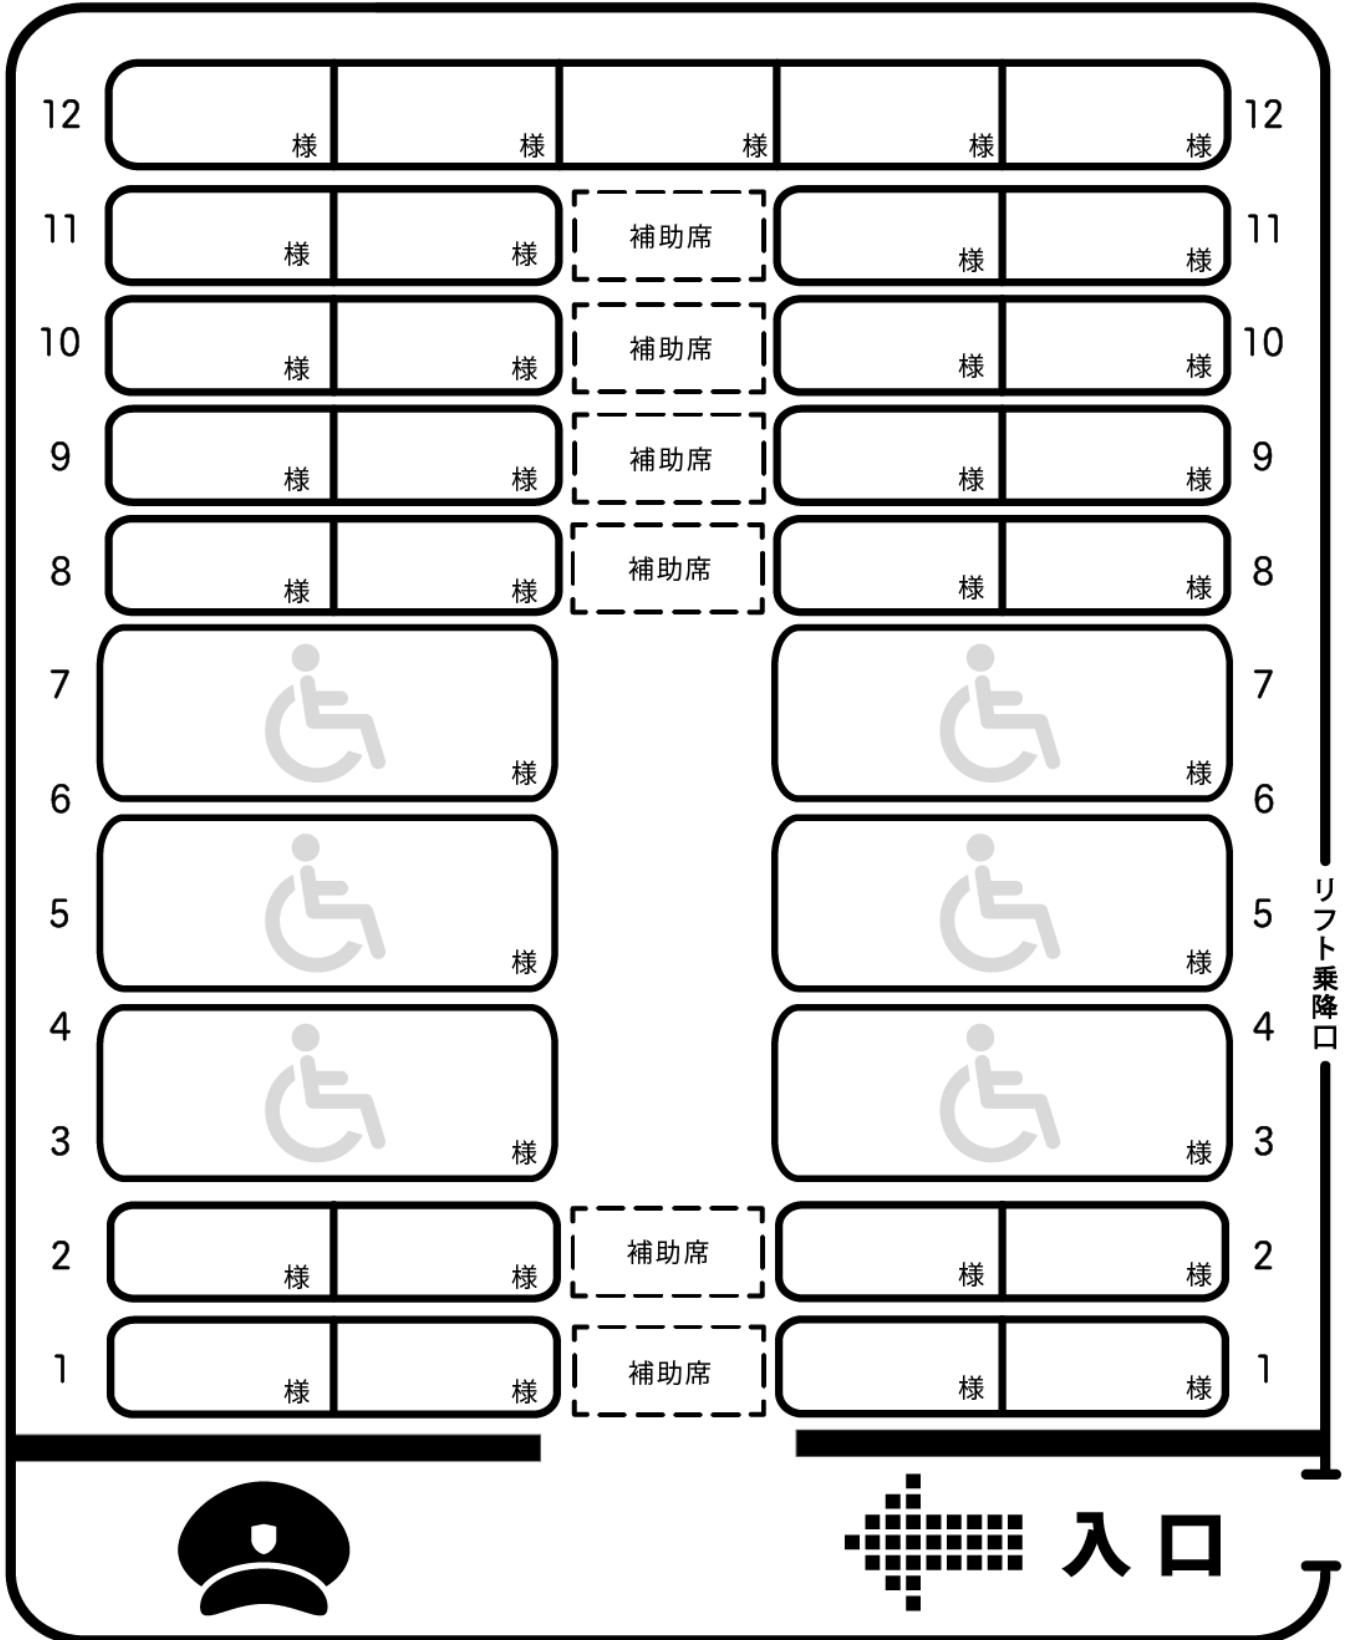 12 様 様 様 様 様 12
11 様 様 補助席 様 様 11
10 様 様 補助席 様 様 10
9 様 様 補助席 様 様 9
8 様 様 補助席 様 様 8
7 様 様 7
6 6
5 様 様 5
4 4
3 様 様 3
リフト乗降口
2 様 様 補助席 様 様 2
1 様 様 補助席 様 様 1
入口